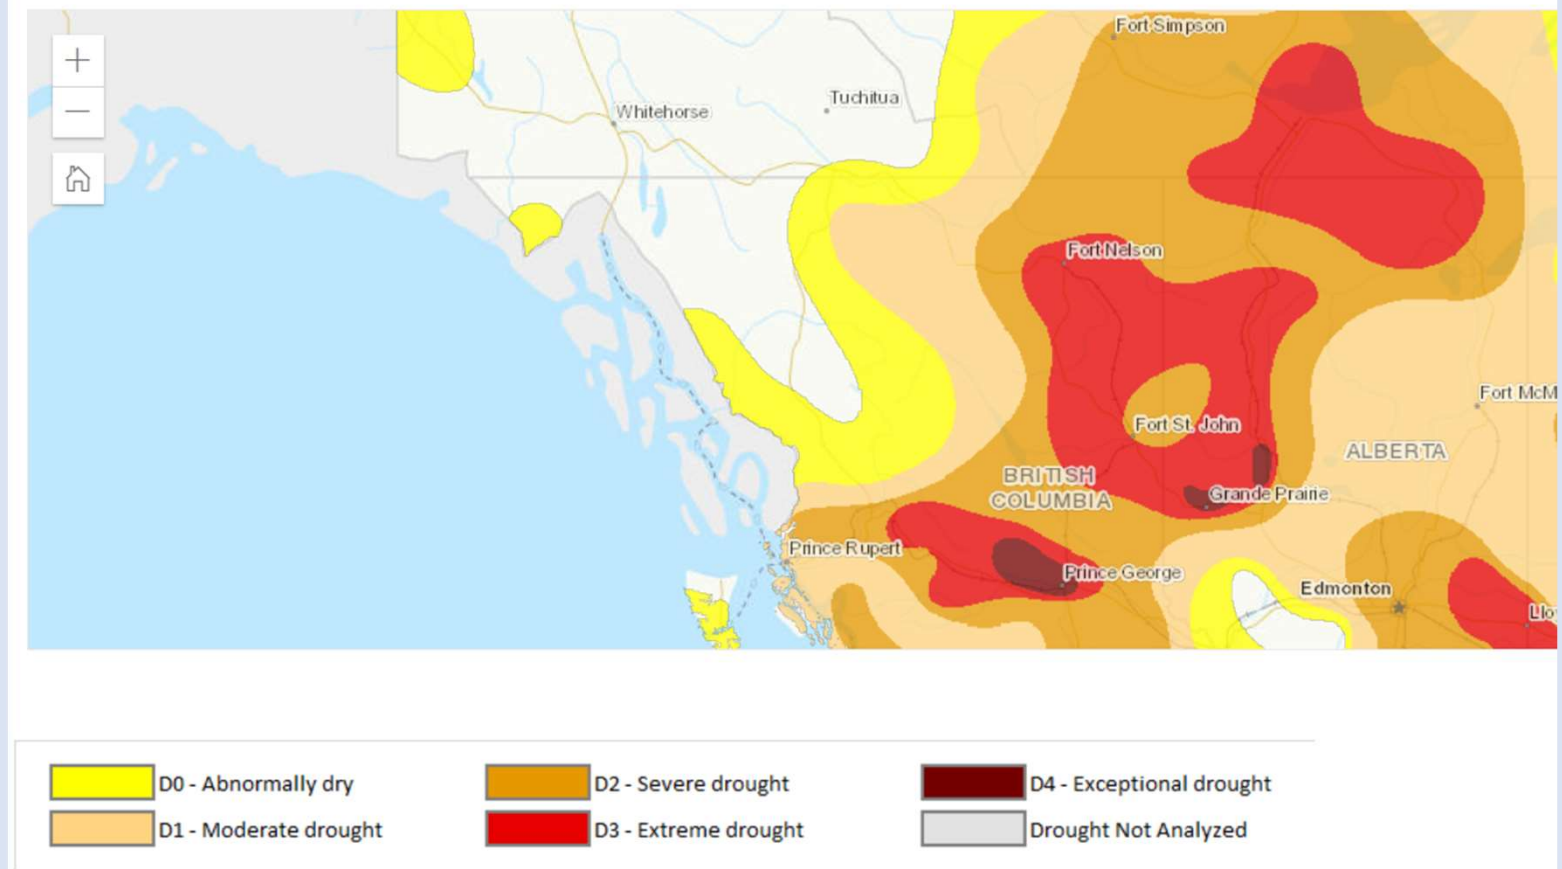 +
−
Fort Simpson
Tuchitua
Whitehorse
Fort Nelson
Fort McM
Fort St. John
ALBERTA
BRITISH
COLUMBIA
Grande Prairie
Prince Rupert
Prince George
Edmonton
Llo
D0 - Abnormally dry
D2 - Severe drought
D4 - Exceptional drought
D1 - Moderate drought
D3 - Extreme drought
Drought Not Analyzed